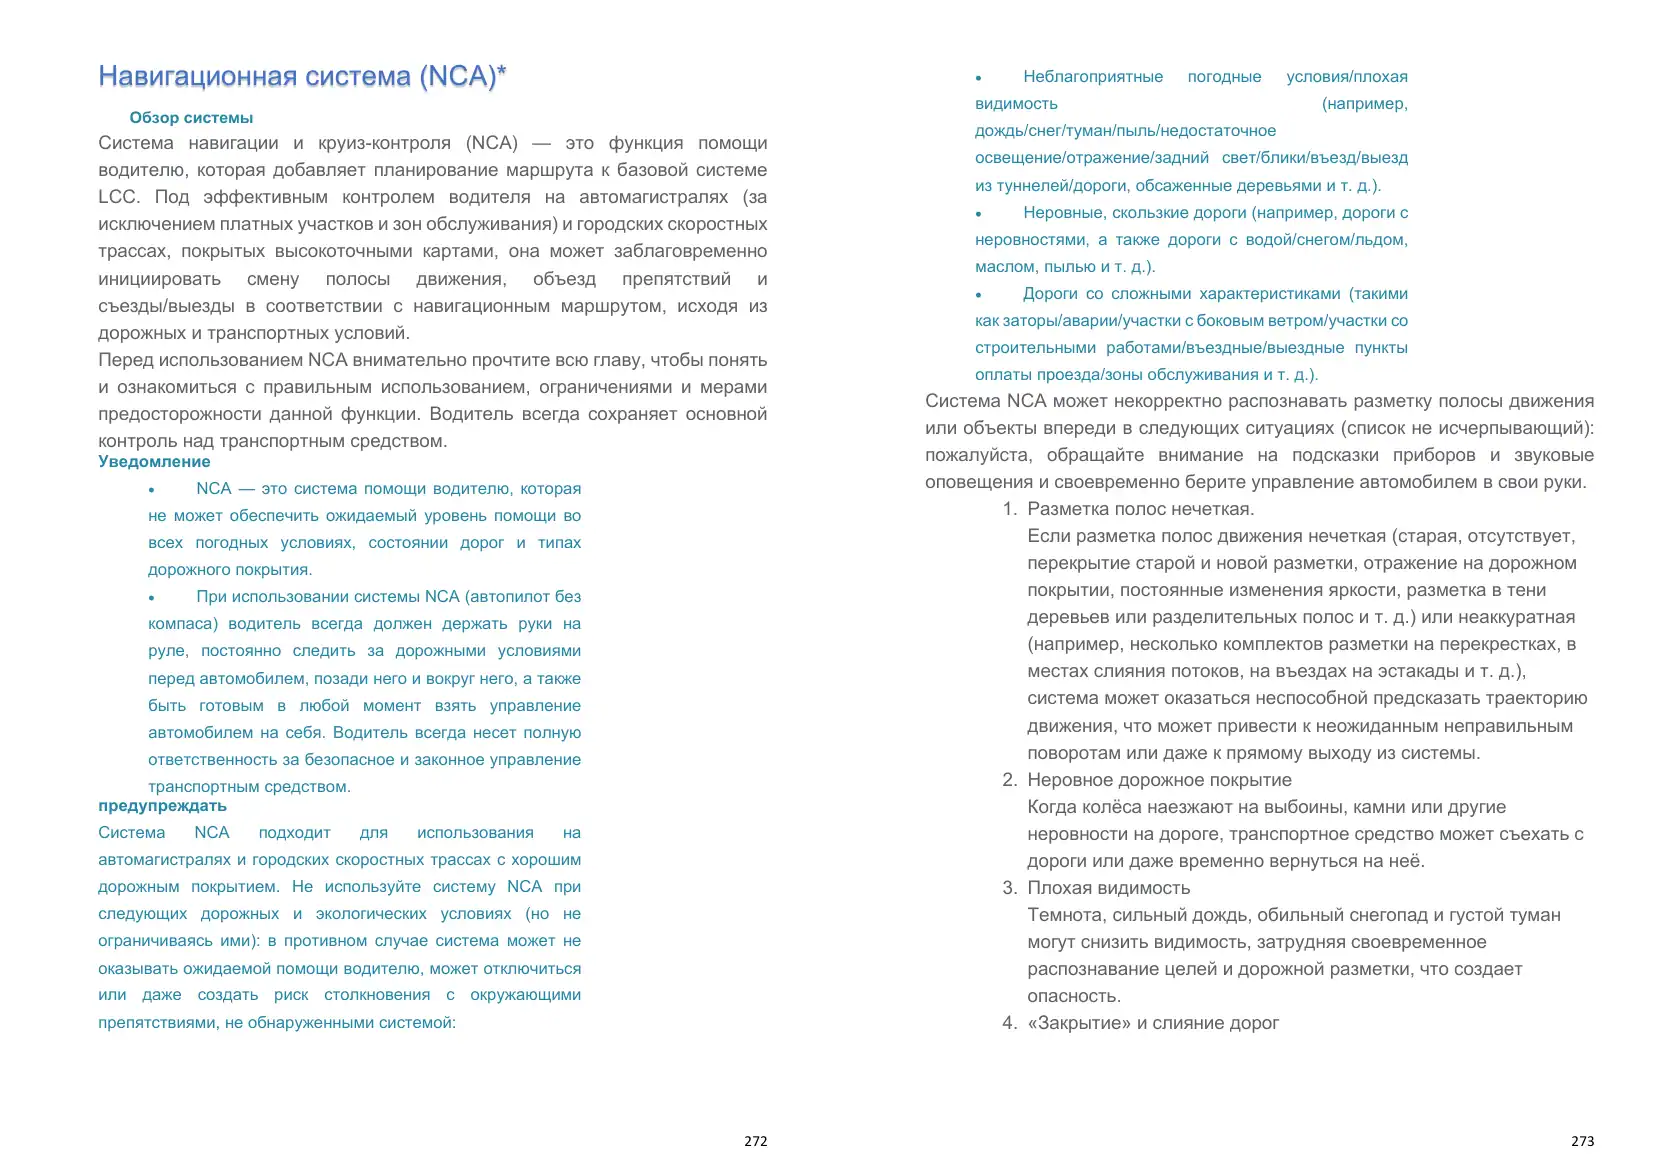 Навигационная система (NCA)*
Обзор системы
Система навигации и круиз-контроля (NCA) — это функция помощи
водителю, которая добавляет планирование маршрута к базовой системе
LCC. Под эффективным контролем водителя на автомагистралях (за
исключением платных участков и зон обслуживания) и городских скоростных
трассах, покрытых высокоточными картами, она может заблаговременно
инициировать смену полосы движения, объезд препятствий и
съезды/выезды в соответствии с навигационным маршрутом, исходя из
дорожных и транспортных условий.
Перед использованием NCA внимательно прочтите всю главу, чтобы понять
и ознакомиться с правильным использованием, ограничениями и мерами
предосторожности данной функции. Водитель всегда сохраняет основной
контроль над транспортным средством.
Уведомление
• NCA — это система помощи водителю, которая
не может обеспечить ожидаемый уровень помощи во
всех погодных условиях, состоянии дорог и типах
дорожного покрытия.
• При использовании системы NCA (автопилот без
компаса) водитель всегда должен держать руки на
руле, постоянно следить за дорожными условиями
перед автомобилем, позади него и вокруг него, а также
быть готовым в любой момент взять управление
автомобилем на себя. Водитель всегда несет полную
ответственность за безопасное и законное управление
транспортным средством.
предупреждать
Система NCA подходит для использования на
автомагистралях и городских скоростных трассах с хорошим
дорожным покрытием. Не используйте систему NCA при
следующих дорожных и экологических условиях (но не
ограничиваясь ими): в противном случае система может не
оказывать ожидаемой помощи водителю, может отключиться
или даже создать риск столкновения с окружающими
препятствиями, не обнаруженными системой:
272
• Неблагоприятные погодные условия/плохая
видимость (например,
дождь/снег/туман/пыль/недостаточное
освещение/отражение/задний свет/блики/въезд/выезд
из туннелей/дороги, обсаженные деревьями и т. д.).
• Неровные, скользкие дороги (например, дороги с
неровностями, а также дороги с водой/снегом/льдом,
маслом, пылью и т. д.).
• Дороги со сложными характеристиками (такими
как заторы/аварии/участки с боковым ветром/участки со
строительными работами/въездные/выездные пункты
оплаты проезда/зоны обслуживания и т. д.).
Система NCA может некорректно распознавать разметку полосы движения
или объекты впереди в следующих ситуациях (список не исчерпывающий):
пожалуйста, обращайте внимание на подсказки приборов и звуковые
оповещения и своевременно берите управление автомобилем в свои руки.
1. Разметка полос нечеткая.
Если разметка полос движения нечеткая (старая, отсутствует,
перекрытие старой и новой разметки, отражение на дорожном
покрытии, постоянные изменения яркости, разметка в тени
деревьев или разделительных полос и т. д.) или неаккуратная
(например, несколько комплектов разметки на перекрестках, в
местах слияния потоков, на въездах на эстакады и т. д.),
система может оказаться неспособной предсказать траекторию
движения, что может привести к неожиданным неправильным
поворотам или даже к прямому выходу из системы.
2. Неровное дорожное покрытие
Когда колёса наезжают на выбоины, камни или другие
неровности на дороге, транспортное средство может съехать с
дороги или даже временно вернуться на неё.
3. Плохая видимость
Темнота, сильный дождь, обильный снегопад и густой туман
могут снизить видимость, затрудняя своевременное
распознавание целей и дорожной разметки, что создает
опасность.
4. «Закрытие» и слияние дорог
273